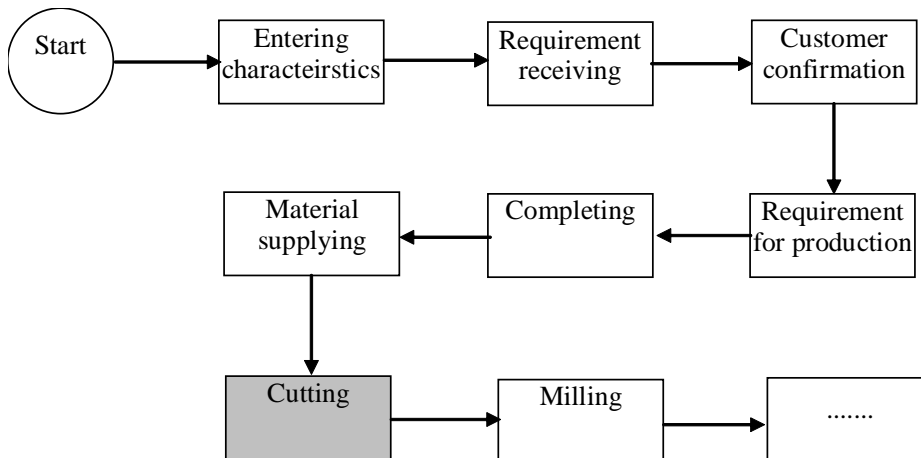 Start
Entering
characteirstics
Requirement
receiving
Customer
confirmation
Requirement
for production
Completing
Material
supplying
Cutting
Milling
.......